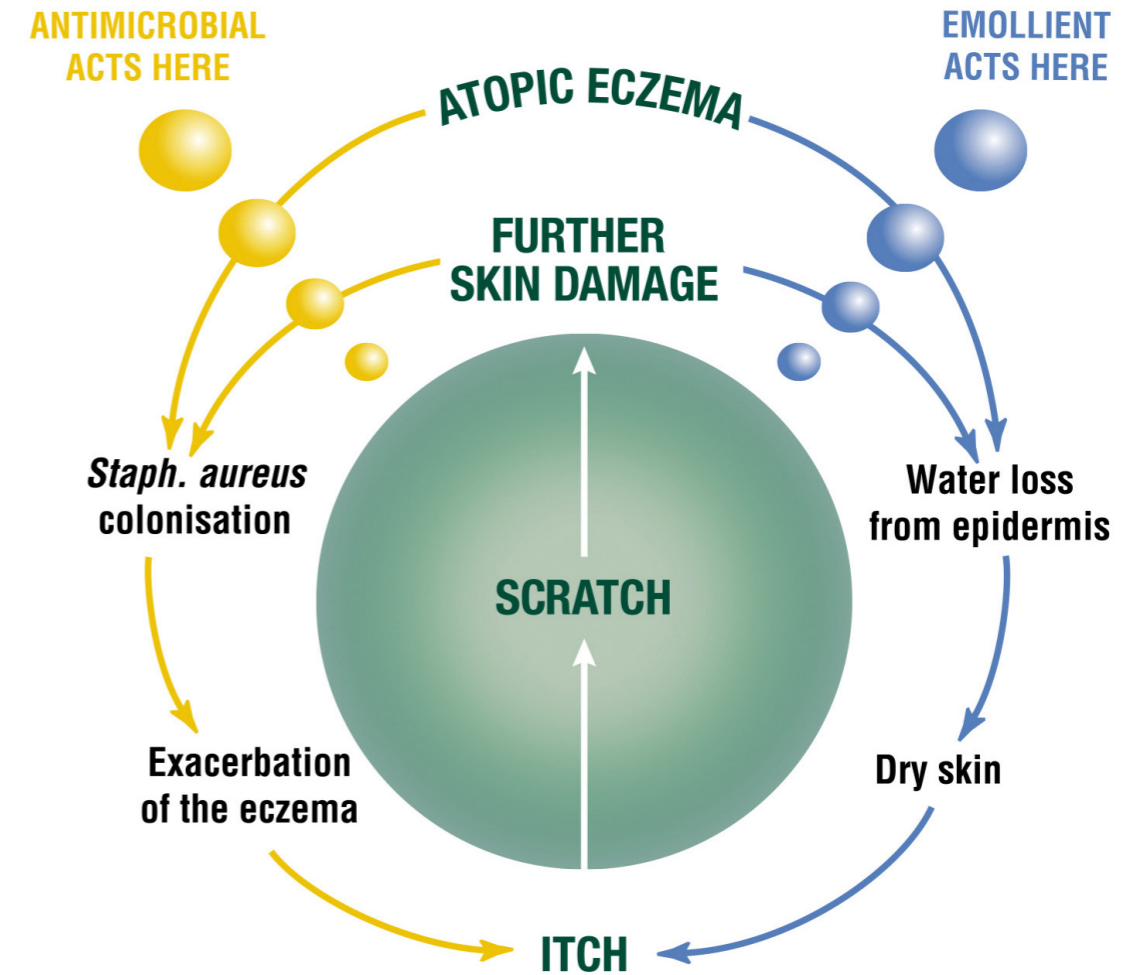 ANTIMICROBIAL
ACTS HERE
EMOLLIENT
ACTS HERE
ATOPIC ECZEMA
FURTHER
SKIN DAMAGE
Staph. aureus
colonisation
Water loss
from epidermis
SCRATCH
Exacerbation
of the eczema
Dry skin
ITCH